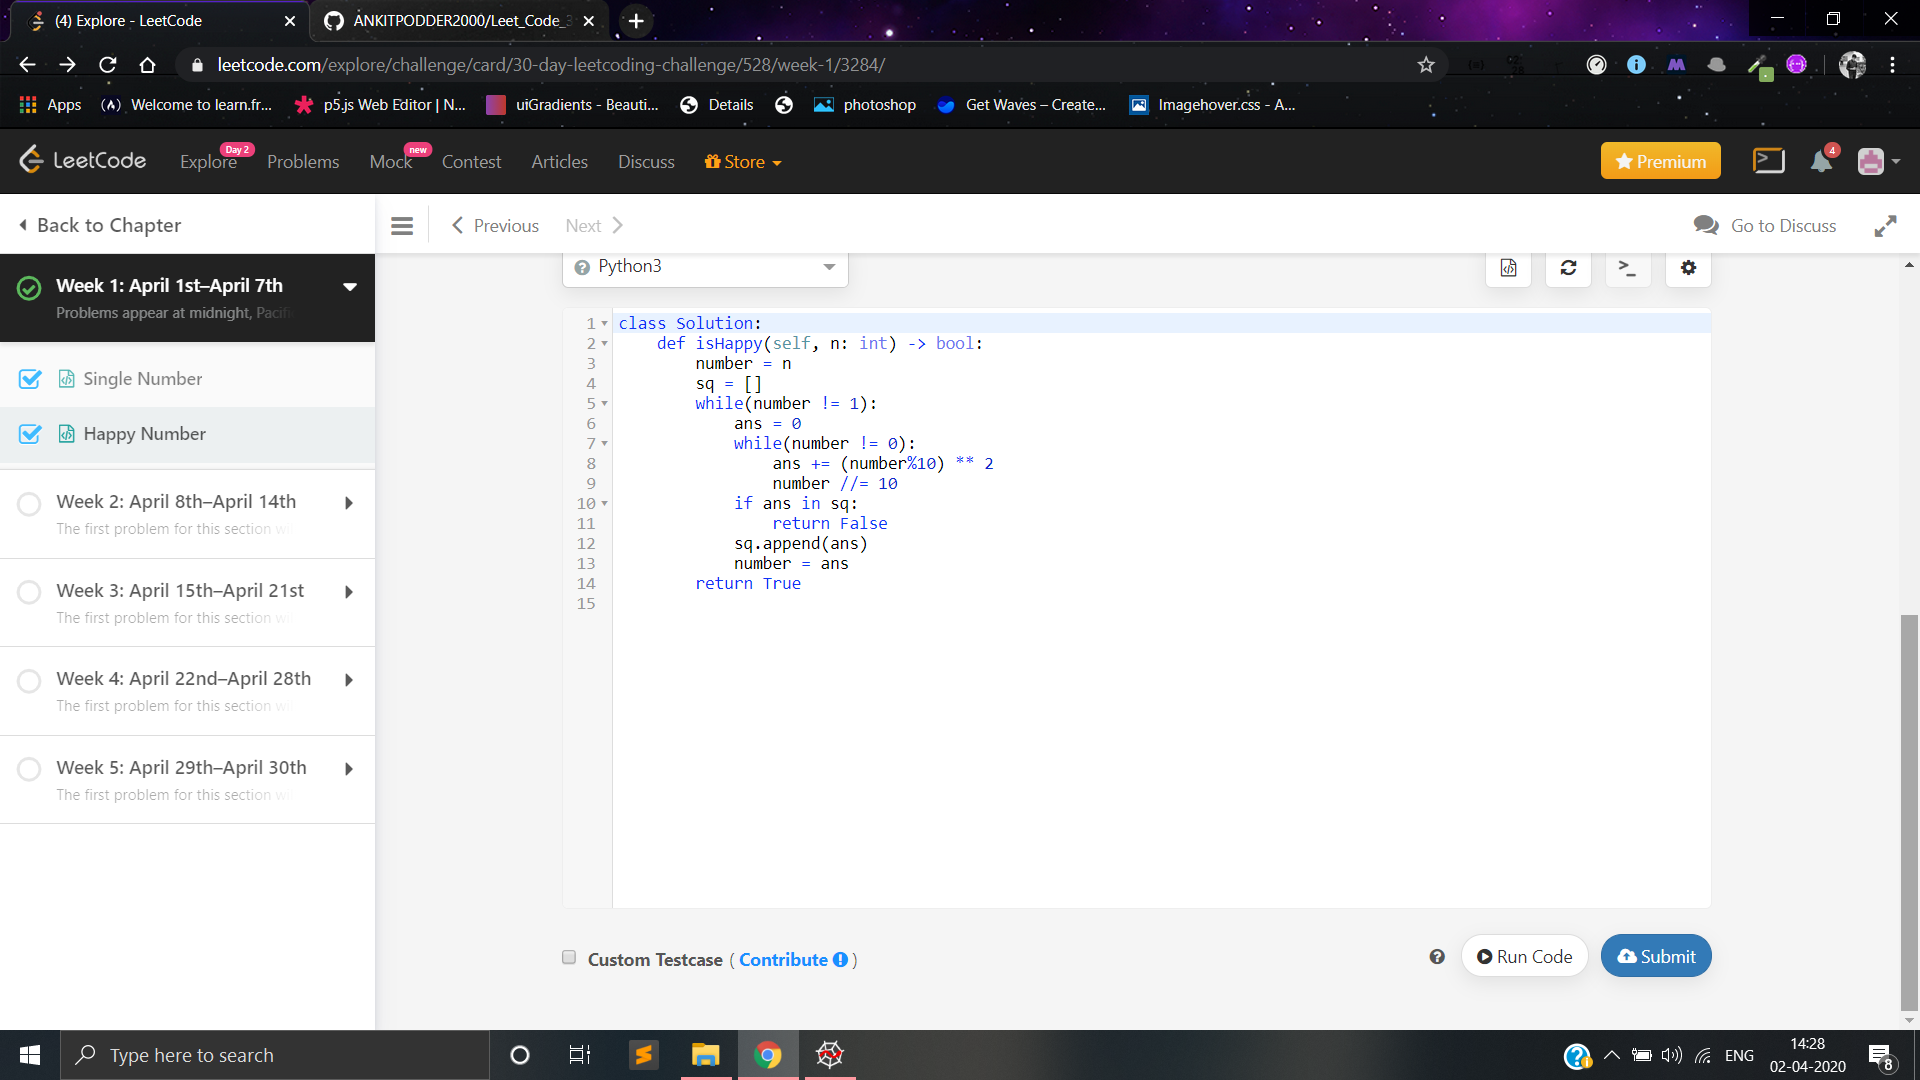 (4) Explore - LeetCode
ANKITPODDER2000/Leet_Code_3
leetcode.com/explore/challenge/card/30-day-leetcoding-challenge/528/week-1/3284/
Apps
Welcome to learn.fr...
p5.js Web Editor | N...
uiGradients - Beauti...
Details
photoshop
Get Waves – Create...
Imagehover.css - A...
LeetCode
Explore
Day 2
Problems
Mock
new
Contest
Articles
Discuss
Store
Premium
4
Back to Chapter
Previous
Next
Go to Discuss
Week 1: April 1st–April 7th
Problems appear at midnight, Pacifi
Single Number
Happy Number
Week 2: April 8th–April 14th
The first problem for this section wi
Week 3: April 15th–April 21st
The first problem for this section wi
Week 4: April 22nd–April 28th
The first problem for this section wi
Week 5: April 29th–April 30th
The first problem for this section wi
Python3
1 class Solution:
2 def isHappy(self, n: int) -> bool:
3 number = n
4 sq = []
5 while(number != 1):
6 ans = 0
7 while(number != 0):
8 ans += (number%10) ** 2
9 number //= 10
10 if ans in sq:
11 return False
12 sq.append(ans)
13 number = ans
14 return True
15
Custom Testcase ( Contribute )
Run Code
Submit
Type here to search
ENG
14:28
02-04-2020
8